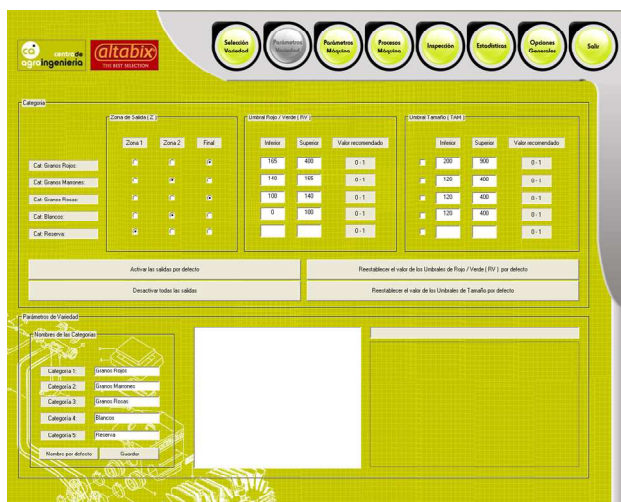 centro de
agroingeniería
altabix
THE BEST SELECTION
Selección Variedad
Parámetros Variedad
Parámetros Máquina
Procesos Máquina
Inspección
Estadísticas
Opciones Generales
Salir
Categoria
Zona de Salida ( Z )
Umbral Rojo / Verde ( RV )
Umbral Tamaño ( TAM )
Zona 1 Zona 2 Final Inferior Superior Valor recomendado Inferior Superior Valor recomendado
Cat. Granos Rojos: 165 400 0 - 1 200 900 0 - 1
Cat. Granos Marrones: 140 165 0 - 1 120 400 0 - 1
Cat. Granos Rosas: 100 140 0 - 1 120 400 0 - 1
Cat. Blancos: 0 100 0 - 1 120 400 0 - 1
Cat. Reserva: 0 - 1 0 - 1
Activar las salidas por defecto
Reestablecer el valor de los Umbrales de Rojo / Verde ( RV ) por defecto
Desactivar todas las salidas
Reestablecer el valor de los Umbrales de Tamaño por defecto
Parámetros de Variedad
Nombres de las Categorias
Categoría 1: Granos Rojos
Categoría 2: Granos Marrones
Categoría 3: Granos Rosas
Categoría 4: Blancos
Categoría 5: Reserva
Nombre por defecto Guardar